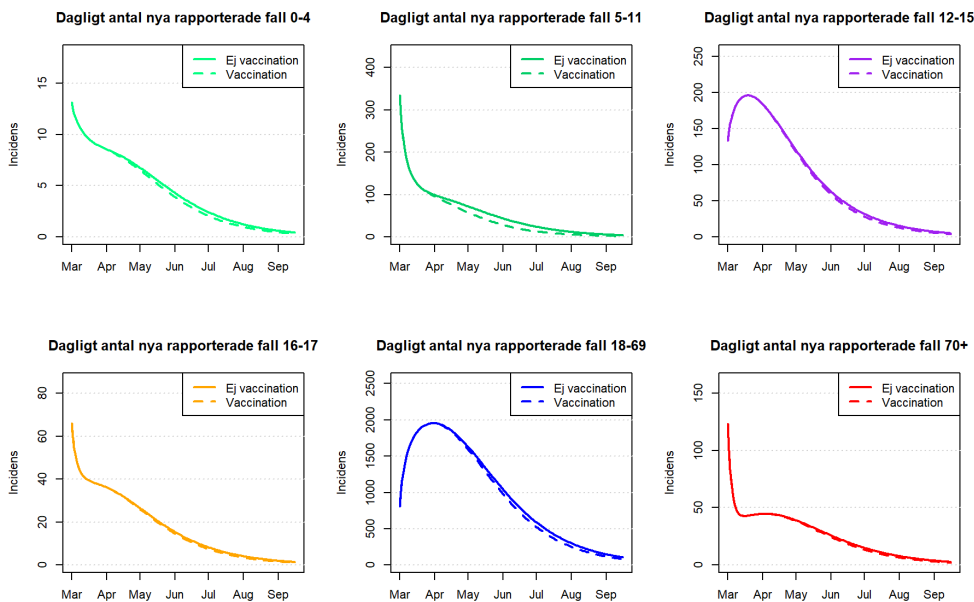 Dagligt antal nya rapporterade fall 0-4
Incidens
15
10
5
0
Ej vaccination
Vaccination
Mar Apr May Jun Jul Aug Sep
Dagligt antal nya rapporterade fall 5-11
Incidens
400
300
200
100
0
Ej vaccination
Vaccination
Mar Apr May Jun Jul Aug Sep
Dagligt antal nya rapporterade fall 12-15
Incidens
250
200
150
100
50
0
Ej vaccination
Vaccination
Mar Apr May Jun Jul Aug Sep
Dagligt antal nya rapporterade fall 16-17
Incidens
80
60
40
20
0
Ej vaccination
Vaccination
Mar Apr May Jun Jul Aug Sep
Dagligt antal nya rapporterade fall 18-69
Incidens
2500
2000
1500
1000
500
0
Ej vaccination
Vaccination
Mar Apr May Jun Jul Aug Sep
Dagligt antal nya rapporterade fall 70+
Incidens
150
100
50
0
Ej vaccination
Vaccination
Mar Apr May Jun Jul Aug Sep